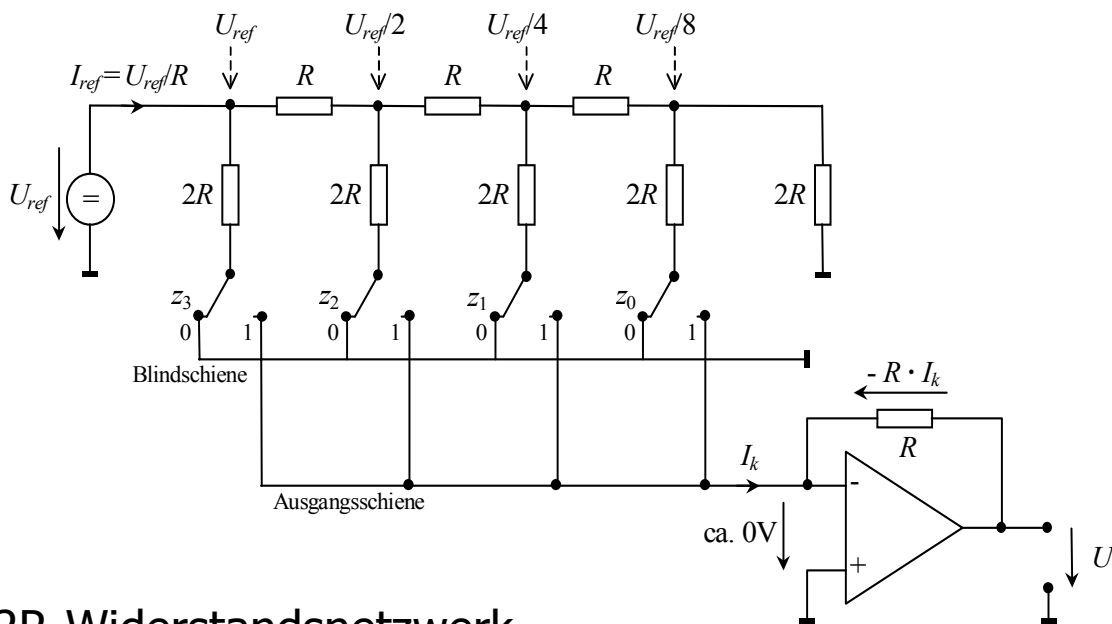 U_ref U_ref/2 U_ref/4 U_ref/8
I_ref=U_ref/R R R R
U_ref = 2R 2R 2R 2R 2R
z_3 z_2 z_1 z_0
0 1 0 1 0 1 0 1
Blindschiene
- R · I_k
R
I_k
Ausgangsschiene
-
ca. 0V
+
U
2R-Widerstandsnetzwerk